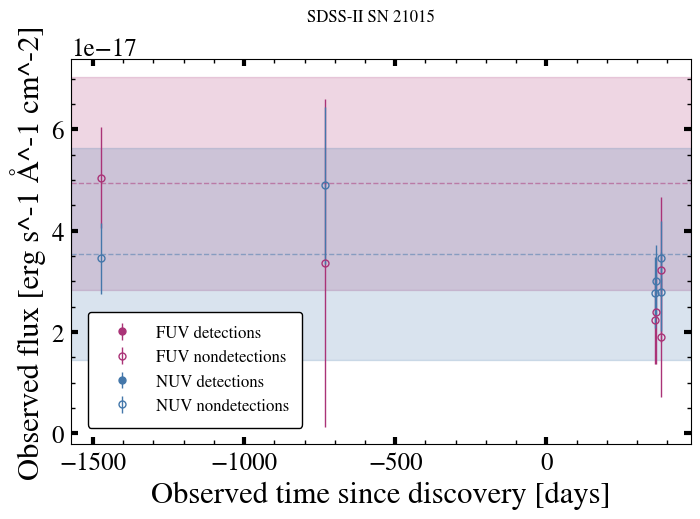 SDSS-II SN 21015
1e−17
Observed flux [erg s^-1 Å^-1 cm^-2]
6
4
2
0
FUV detections
FUV nondetections
NUV detections
NUV nondetections
−1500 −1000 −500 0
Observed time since discovery [days]